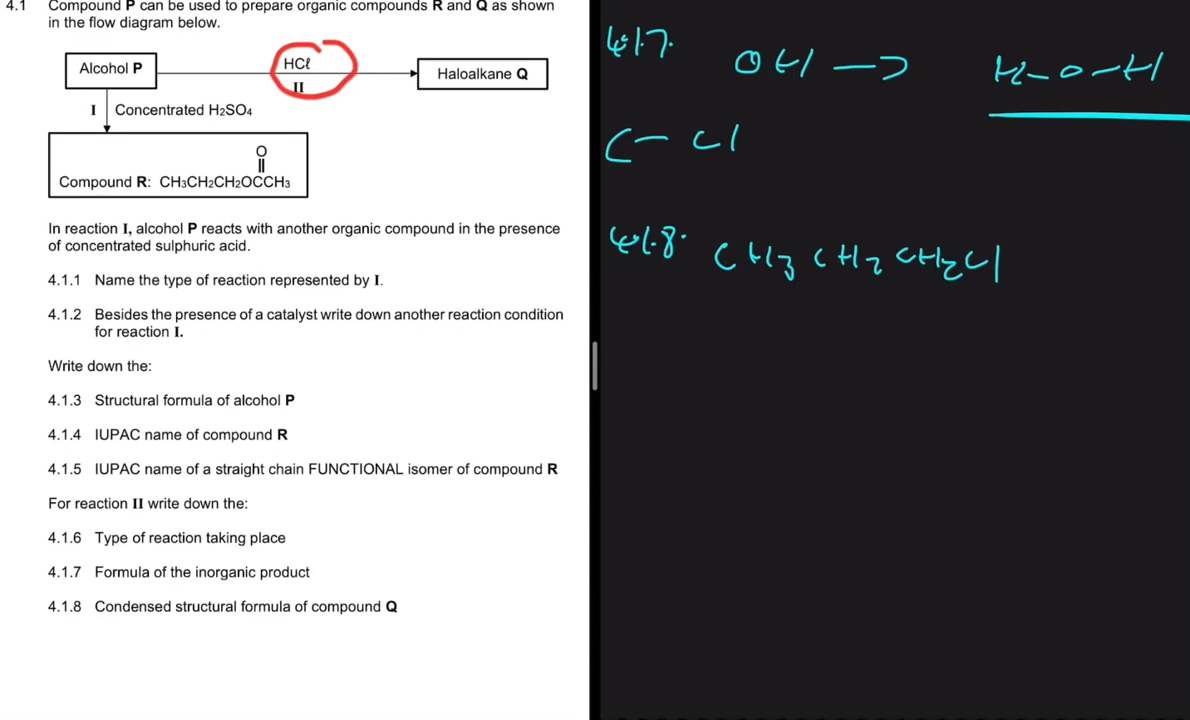 4.1 Compound P can be used to prepare organic compounds R and Q as shown
in the flow diagram below.
Alcohol P
HCℓ
II
Haloalkane Q
I Concentrated H₂SO₄
O
||
Compound R: CH₃CH₂CH₂OCCH₃
In reaction I, alcohol P reacts with another organic compound in the presence
of concentrated sulphuric acid.
4.1.1 Name the type of reaction represented by I.
4.1.2 Besides the presence of a catalyst write down another reaction condition
for reaction I.
Write down the:
4.1.3 Structural formula of alcohol P
4.1.4 IUPAC name of compound R
4.1.5 IUPAC name of a straight chain FUNCTIONAL isomer of compound R
For reaction II write down the:
4.1.6 Type of reaction taking place
4.1.7 Formula of the inorganic product
4.1.8 Condensed structural formula of compound Q
4.1.7.
OH → H-O-H
C - Cl
4.1.8. CH₃ CH₂ CH₂ Cl